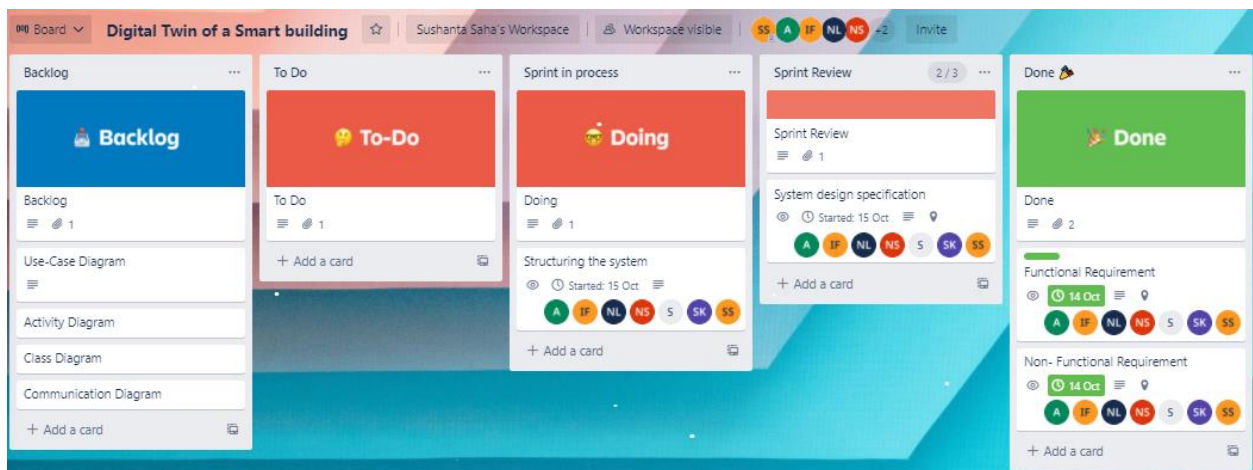 Board
Digital Twin of a Smart building
Sushanta Saha's Workspace
Workspace visible
SS A IF NL NS +2
Invite
Backlog
Backlog
Backlog
1
Use-Case Diagram
Activity Diagram
Class Diagram
Communication Diagram
+ Add a card
To Do
To-Do
To Do
1
+ Add a card
Sprint in process
Doing
Doing
1
Structuring the system
Started: 15 Oct
A IF NL NS S SK SS
+ Add a card
Sprint Review
2 / 3
Sprint Review
1
System design specification
Started: 15 Oct
A IF NL NS S SK SS
+ Add a card
Done
Done
Done
2
Functional Requirement
14 Oct
A IF NL NS S SK SS
Non- Functional Requirement
14 Oct
A IF NL NS S SK SS
+ Add a card